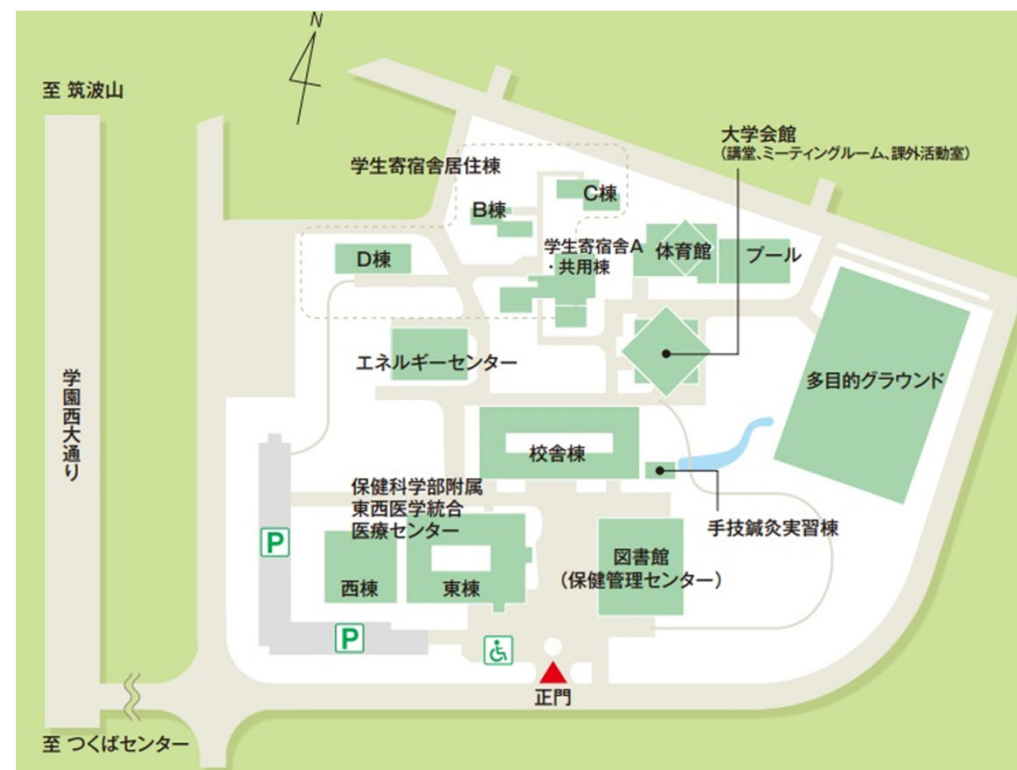 N
至 筑波山
大学会館
(講堂、ミーティングルーム、課外活動室)
学生寄宿舎居住棟
C棟
B棟
学生寄宿舎A
・共用棟
体育館
プール
D棟
エネルギーセンター
多目的グラウンド
学園西大通り
校舎棟
保健科学部附属
東西医学統合
医療センター
手技鍼灸実習棟
P
図書館
(保健管理センター)
西棟
東棟
P
正門
至 つくばセンター